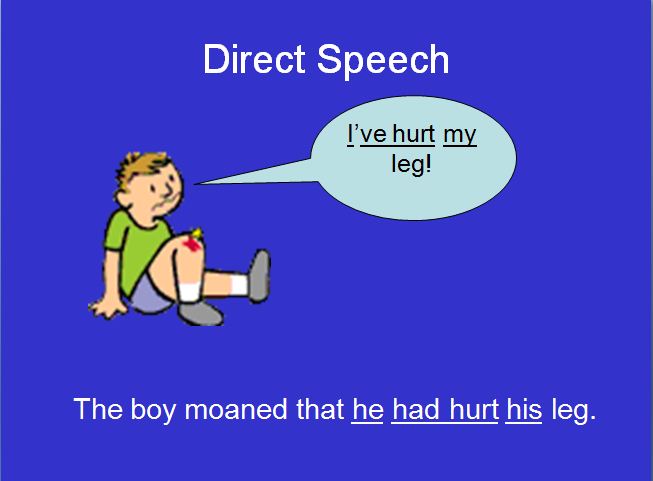 Direct Speech
I’ve hurt my
leg!
The boy moaned that he had hurt his leg.